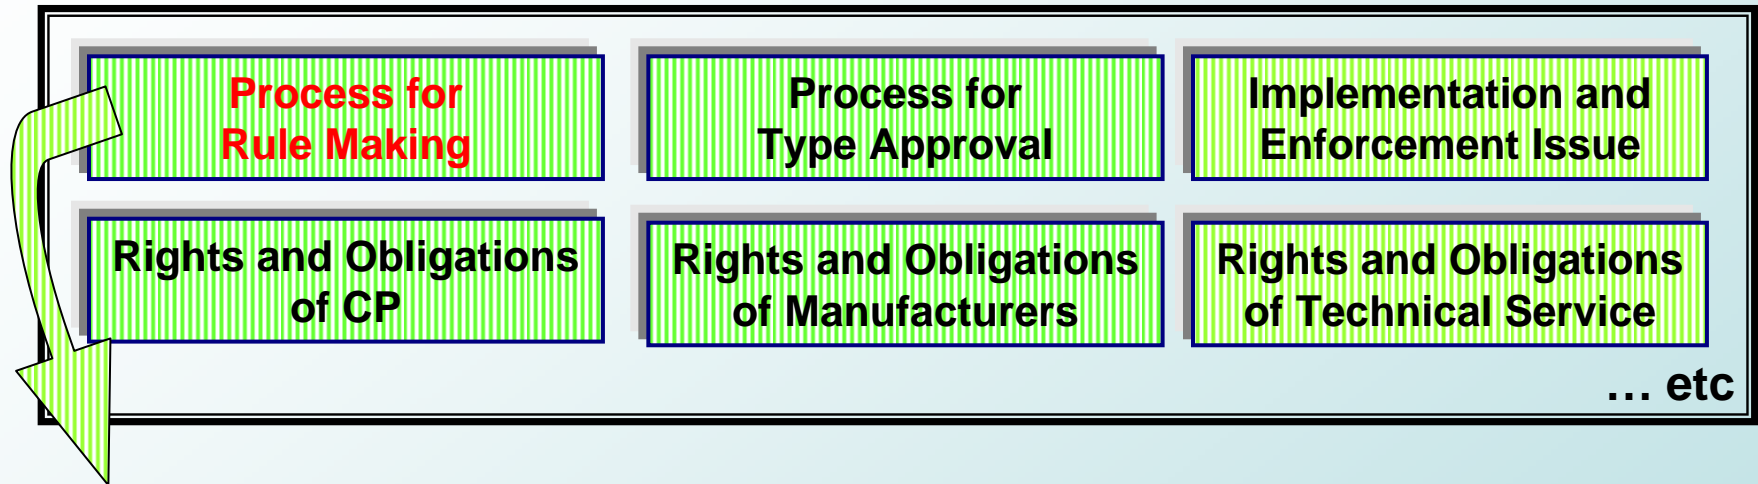 Process for
Rule Making
Process for
Type Approval
Implementation and
Enforcement Issue
Rights and Obligations
of CP
Rights and Obligations
of Manufacturers
Rights and Obligations
of Technical Service
… etc